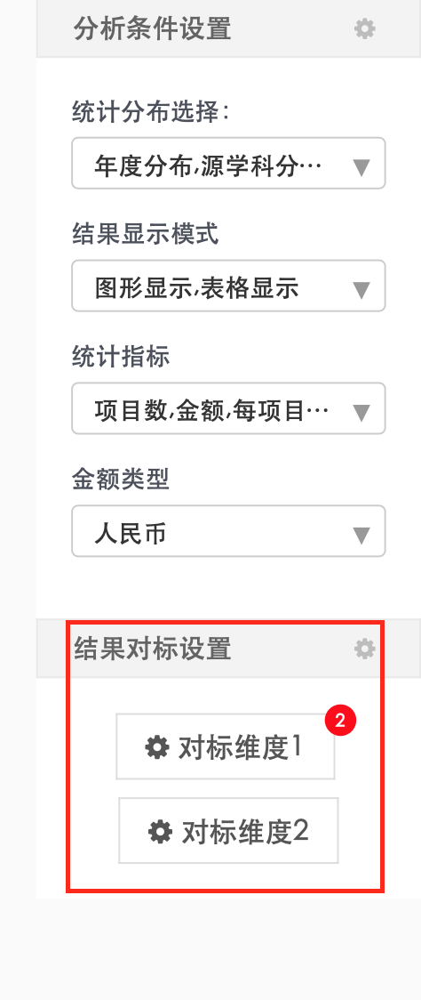 分析条件设置
统计分布选择:
年度分布,源学科分…
结果显示模式
图形显示,表格显示
统计指标
项目数,金额,每项目…
金额类型
人民币
结果对标设置
2
对标维度1
对标维度2